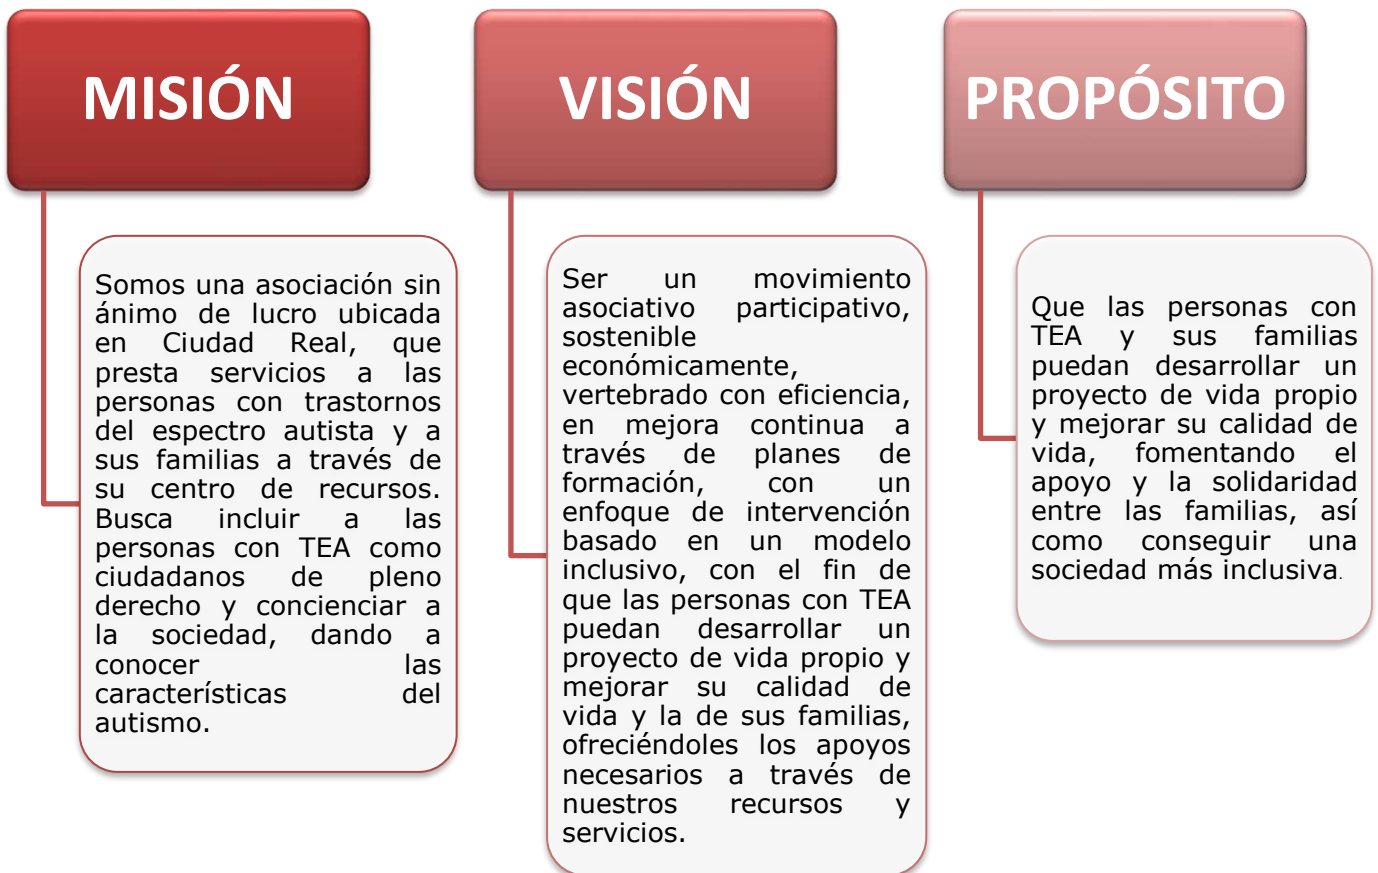 MISIÓN
Somos una asociación sin
ánimo de lucro ubicada
en Ciudad Real, que
presta servicios a las
personas con trastornos
del espectro autista y a
sus familias a través de
su centro de recursos.
Busca incluir a las
personas con TEA como
ciudadanos de pleno
derecho y concienciar a
la sociedad, dando a
conocer las
características del
autismo.
VISIÓN
Ser un movimiento
asociativo participativo,
sostenible
económicamente,
vertebrado con eficiencia,
en mejora continua a
través de planes de
formación, con un
enfoque de intervención
basado en un modelo
inclusivo, con el fin de
que las personas con TEA
puedan desarrollar un
proyecto de vida propio y
mejorar su calidad de
vida y la de sus familias,
ofreciéndoles los apoyos
necesarios a través de
nuestros recursos y
servicios.
PROPÓSITO
Que las personas con
TEA y sus familias
puedan desarrollar un
proyecto de vida propio
y mejorar su calidad de
vida, fomentando el
apoyo y la solidaridad
entre las familias, así
como conseguir una
sociedad más inclusiva.